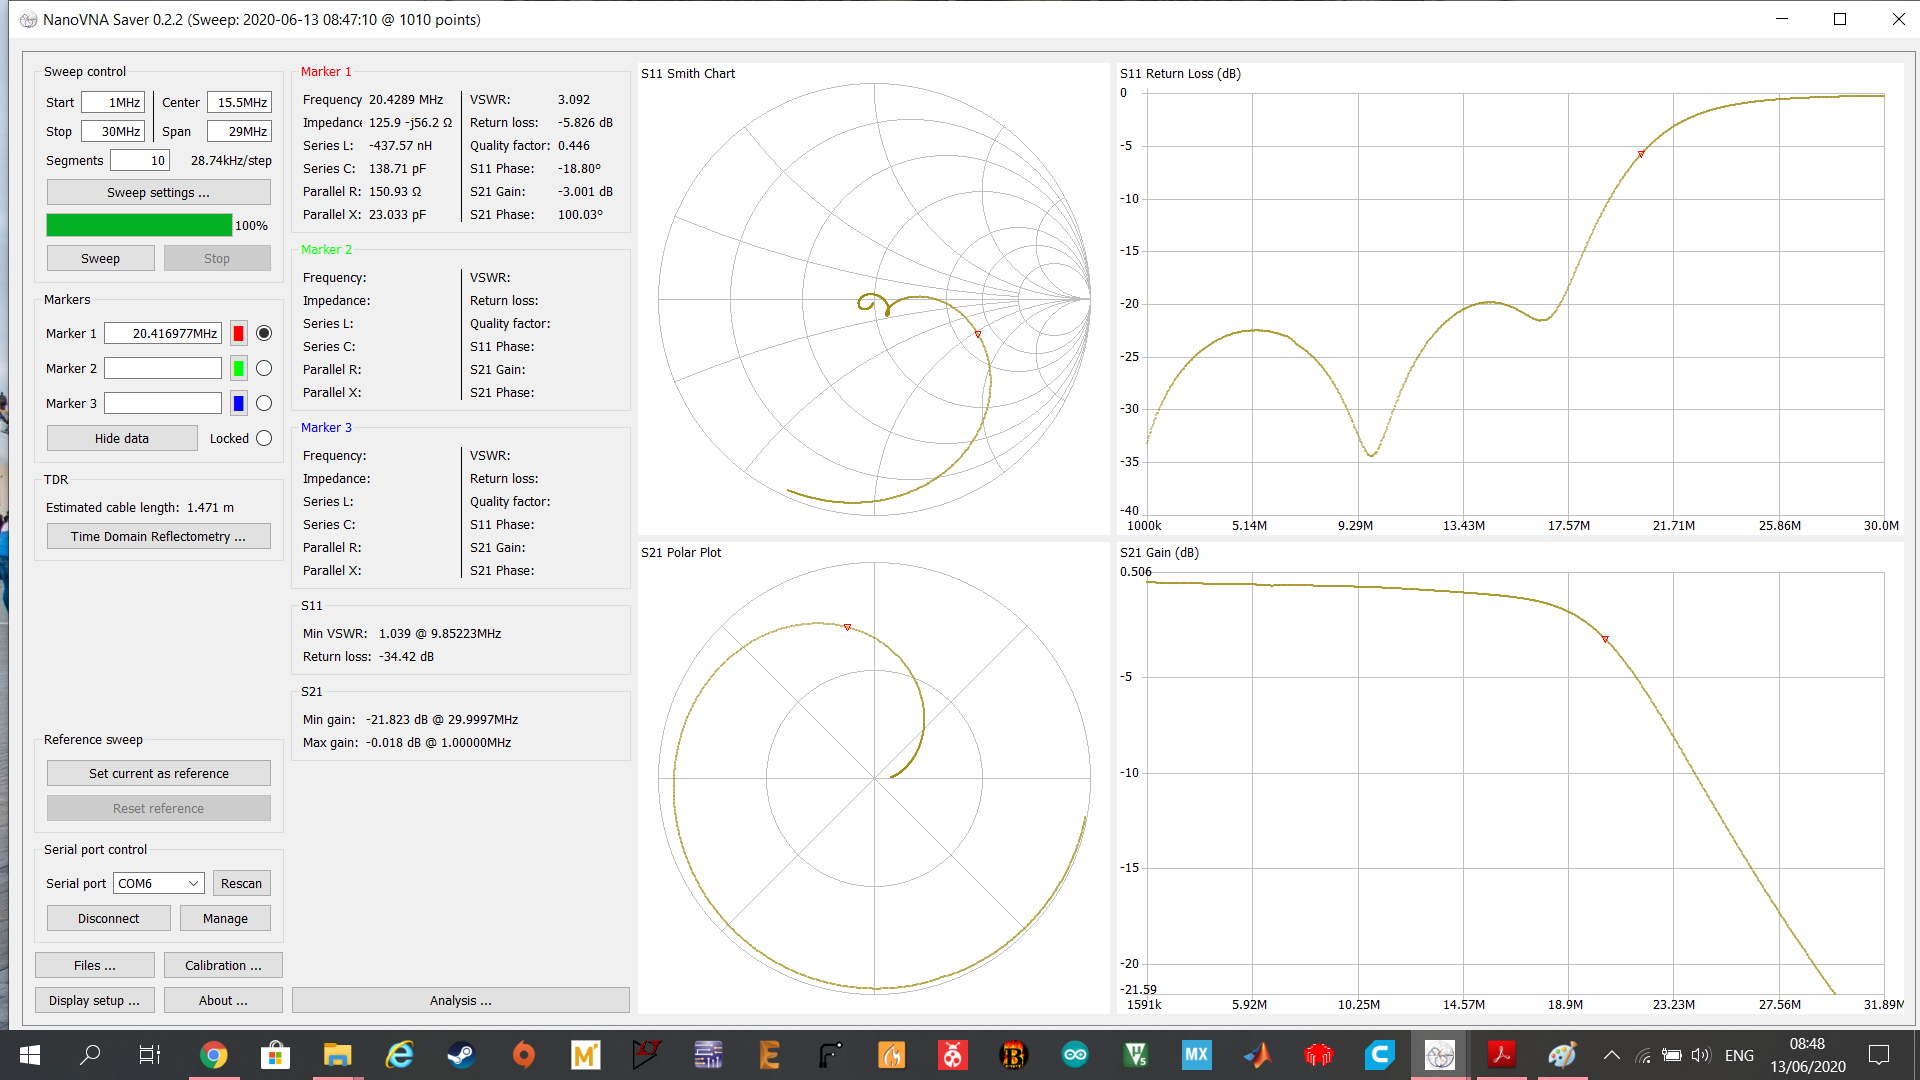 NanoVNA Saver 0.2.2 (Sweep: 2020-06-13 08:47:10 @ 1010 points)
Sweep control
Start 1MHz Center 15.5MHz
Stop 30MHz Span 29MHz
Segments 10 28.74kHz/step
Sweep settings ...
100%
Sweep Stop
Markers
Marker 1 20.416977MHz
Marker 2
Marker 3
Hide data Locked
TDR
Estimated cable length: 1.471 m
Time Domain Reflectometry ...
Reference sweep
Set current as reference
Reset reference
Serial port control
Serial port COM6 Rescan
Disconnect Manage
Files ... Calibration ...
Display setup ... About ...
Marker 1
Frequency 20.4289 MHz VSWR: 3.092
Impedance 125.9 -j56.2 Ω Return loss: -5.826 dB
Series L: -437.57 nH Quality factor: 0.446
Series C: 138.71 pF S11 Phase: -18.80º
Parallel R: 150.93 Ω S21 Gain: -3.001 dB
Parallel X: 23.033 pF S21 Phase: 100.03º
Marker 2
Frequency: VSWR:
Impedance: Return loss:
Series L: Quality factor:
Series C: S11 Phase:
Parallel R: S21 Gain:
Parallel X: S21 Phase:
Marker 3
Frequency: VSWR:
Impedance: Return loss:
Series L: Quality factor:
Series C: S11 Phase:
Parallel R: S21 Gain:
Parallel X: S21 Phase:
S11
Min VSWR: 1.039 @ 9.85223MHz
Return loss: -34.42 dB
S21
Min gain: -21.823 dB @ 29.9997MHz
Max gain: -0.018 dB @ 1.00000MHz
Analysis ...
S11 Smith Chart
S11 Return Loss (dB)
0
-5
-10
-15
-20
-25
-30
-35
-40
1000k 5.14M 9.29M 13.43M 17.57M 21.71M 25.86M 30.0M
S21 Polar Plot
S21 Gain (dB)
0.506
-5
-10
-15
-20
-21.59
1591k 5.92M 10.25M 14.57M 18.9M 23.23M 27.56M 31.89M
ENG
08:48
13/06/2020